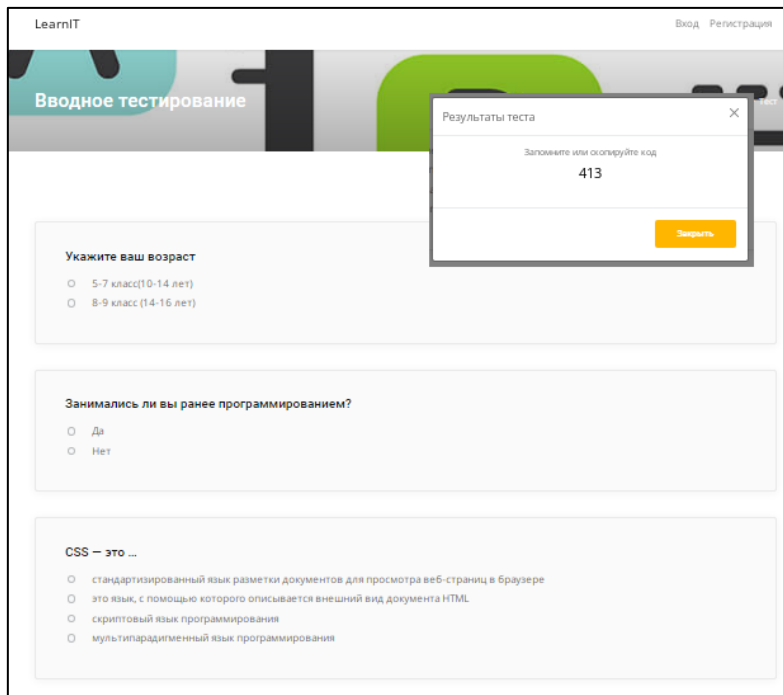 LearnIT
Вход Регистрация
Вводное тестирование
Тест
Результаты теста
Запомните или скопируйте код
413
Закрыть
Укажите ваш возраст
5-7 класс(10-14 лет)
8-9 класс (14-16 лет)
Занимались ли вы ранее программированием?
Да
Нет
CSS — это ...
стандартизированный язык разметки документов для просмотра веб-страниц в браузере
это язык, с помощью которого описывается внешний вид документа HTML
скриптовый язык программирования
мультипарадигменный язык программирования